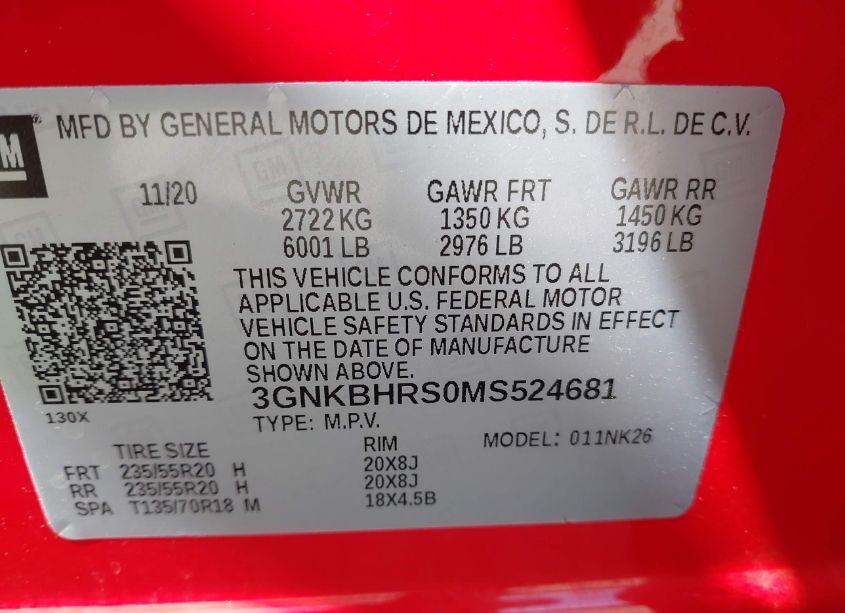 M ®
MFD BY GENERAL MOTORS DE MEXICO, S. DE R.L. DE C.V.
11/20 GVWR GAWR FRT GAWR RR
2722 KG 1350 KG 1450 KG
6001 LB 2976 LB 3196 LB
THIS VEHICLE CONFORMS TO ALL
APPLICABLE U.S. FEDERAL MOTOR
VEHICLE SAFETY STANDARDS IN EFFECT
ON THE DATE OF MANUFACTURE
SHOWN ABOVE.
3GNKBHRS0MS524681
130X
TYPE: M.P.V. MODEL: 011NK26
TIRE SIZE RIM
FRT 235/55R20 H 20X8J
RR 235/55R20 H 20X8J
SPA T135/70R18 M 18X4.5B